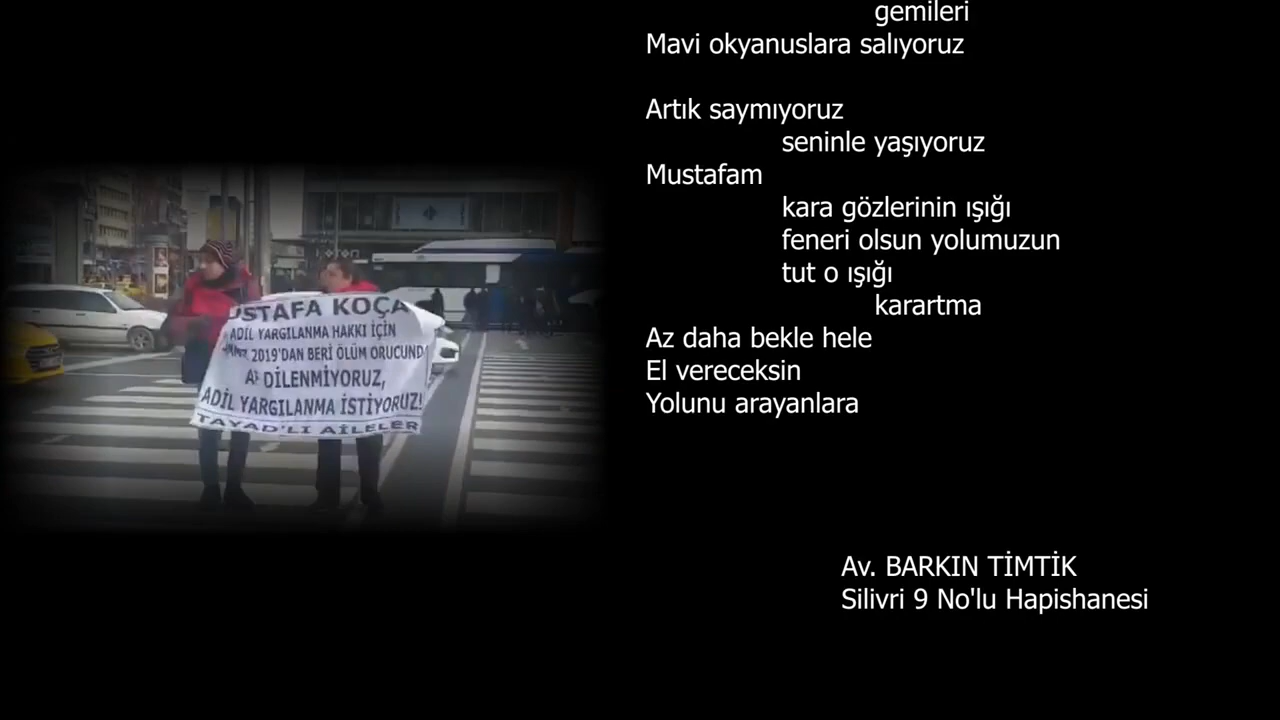 MUSTAFA KOÇA
ADİL YARGILANMA HAKKI İÇİN
2019'DAN BERİ ÖLÜM ORUCUND
DİLENMİYORUZ,
ADİL YARGILANMA İSTİYORUZ!
TAYAD'LI AİLELER
gemileri
Mavi okyanuslara salıyoruz
Artık saymıyoruz
seninle yaşıyoruz
Mustafam
kara gözlerinin ışığı
feneri olsun yolumuzun
tut o ışığı
karartma
Az daha bekle hele
El vereceksin
Yolunu arayanlara
Av. BARKIN TİMTİK
Silivri 9 No'lu Hapishanesi